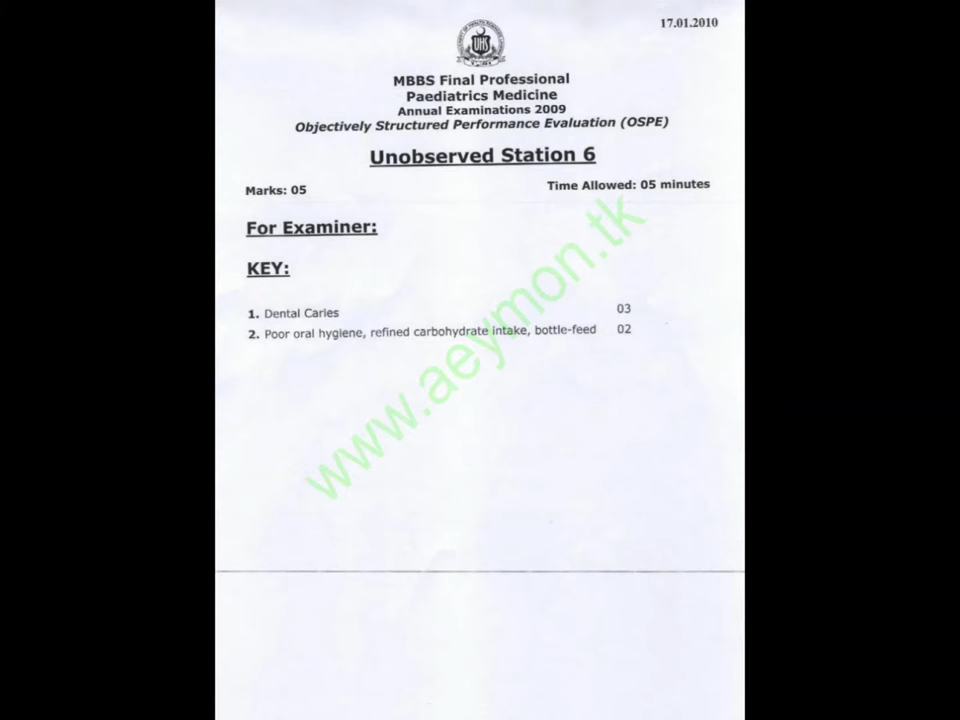 17.01.2010
UHS
MBBS Final Professional
Paediatrics Medicine
Annual Examinations 2009
Objectively Structured Performance Evaluation (OSPE)
Unobserved Station 6
Marks: 05
Time Allowed: 05 minutes
For Examiner:
KEY:
1. Dental Caries 03
2. Poor oral hygiene, refined carbohydrate intake, bottle-feed 02
www.aeymon.tk